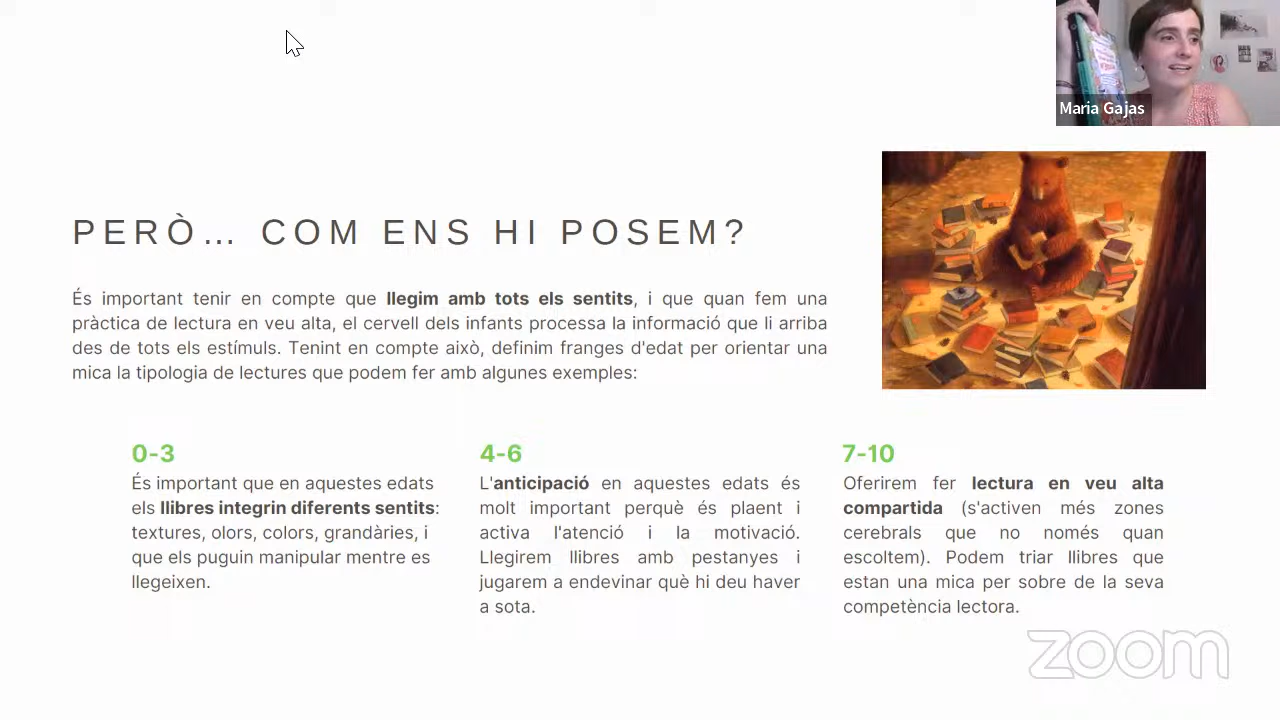 Maria Gajas
PERÒ... COM ENS HI POSEM?
És important tenir en compte que llegim amb tots els sentits, i que quan fem una
pràctica de lectura en veu alta, el cervell dels infants processa la informació que li arriba
des de tots els estímuls. Tenint en compte això, definim franges d'edat per orientar una
mica la tipologia de lectures que podem fer amb algunes exemples:
0-3
És important que en aquestes edats
els llibres integrin diferents sentits:
textures, olors, colors, grandàries, i
que els puguin manipular mentre es
llegeixen.
4-6
L'anticipació en aquestes edats és
molt important perquè és plaent i
activa l'atenció i la motivació.
Llegirem llibres amb pestanyes i
jugarem a endevinar què hi deu haver
a sota.
7-10
Oferirem fer lectura en veu alta
compartida (s'activen més zones
cerebrals que no només quan
escoltem). Podem triar llibres que
estan una mica per sobre de la seva
competència lectora.
zoom